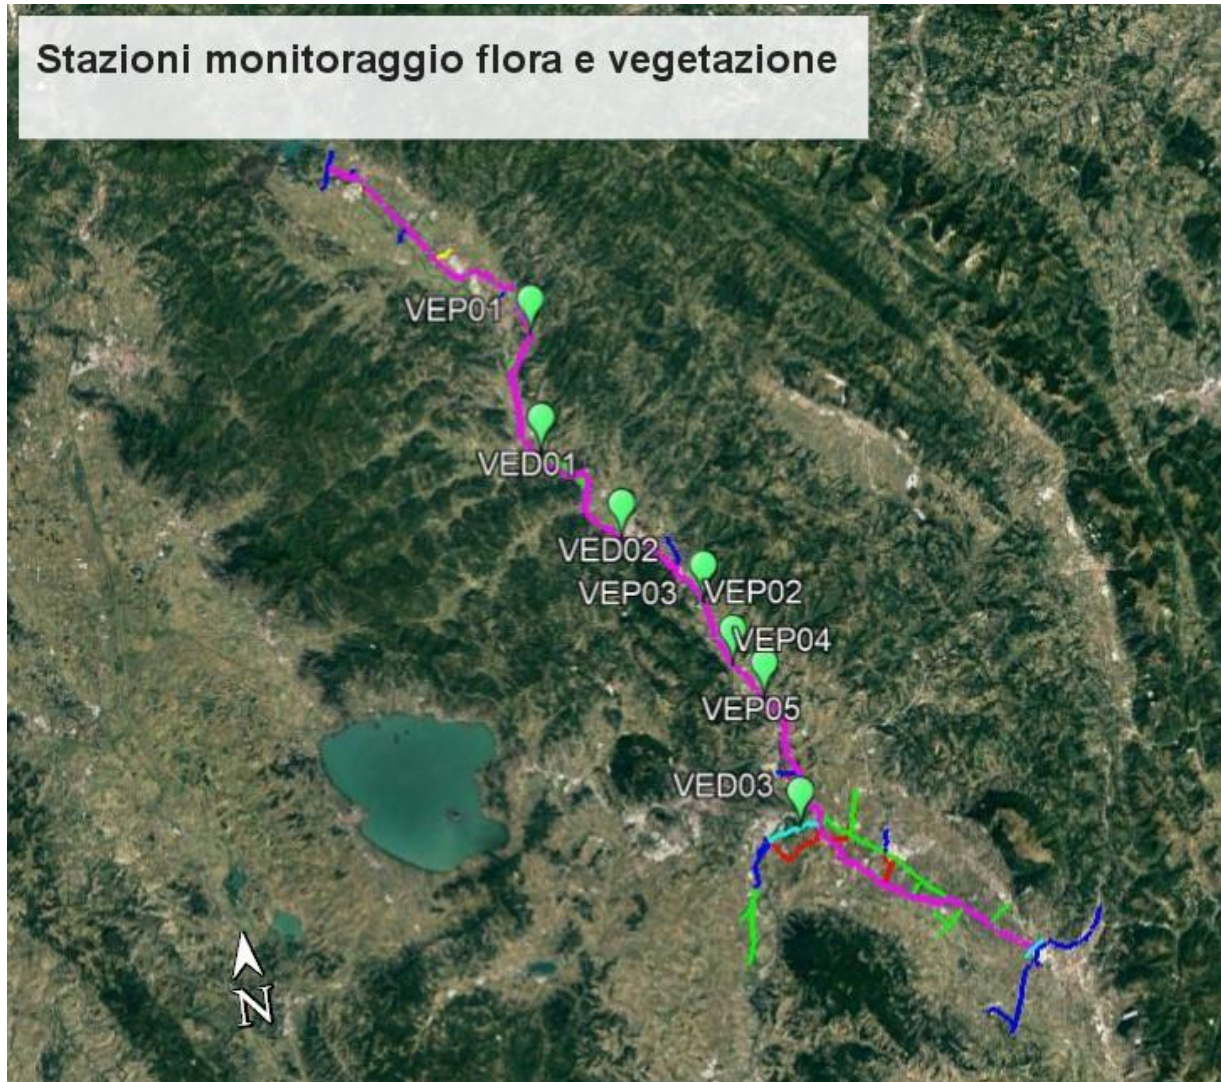 Stazioni monitoraggio flora e vegetazione
VEP01
VED01
VED02
VEP03
VEP02
VEP04
VEP05
VED03
N